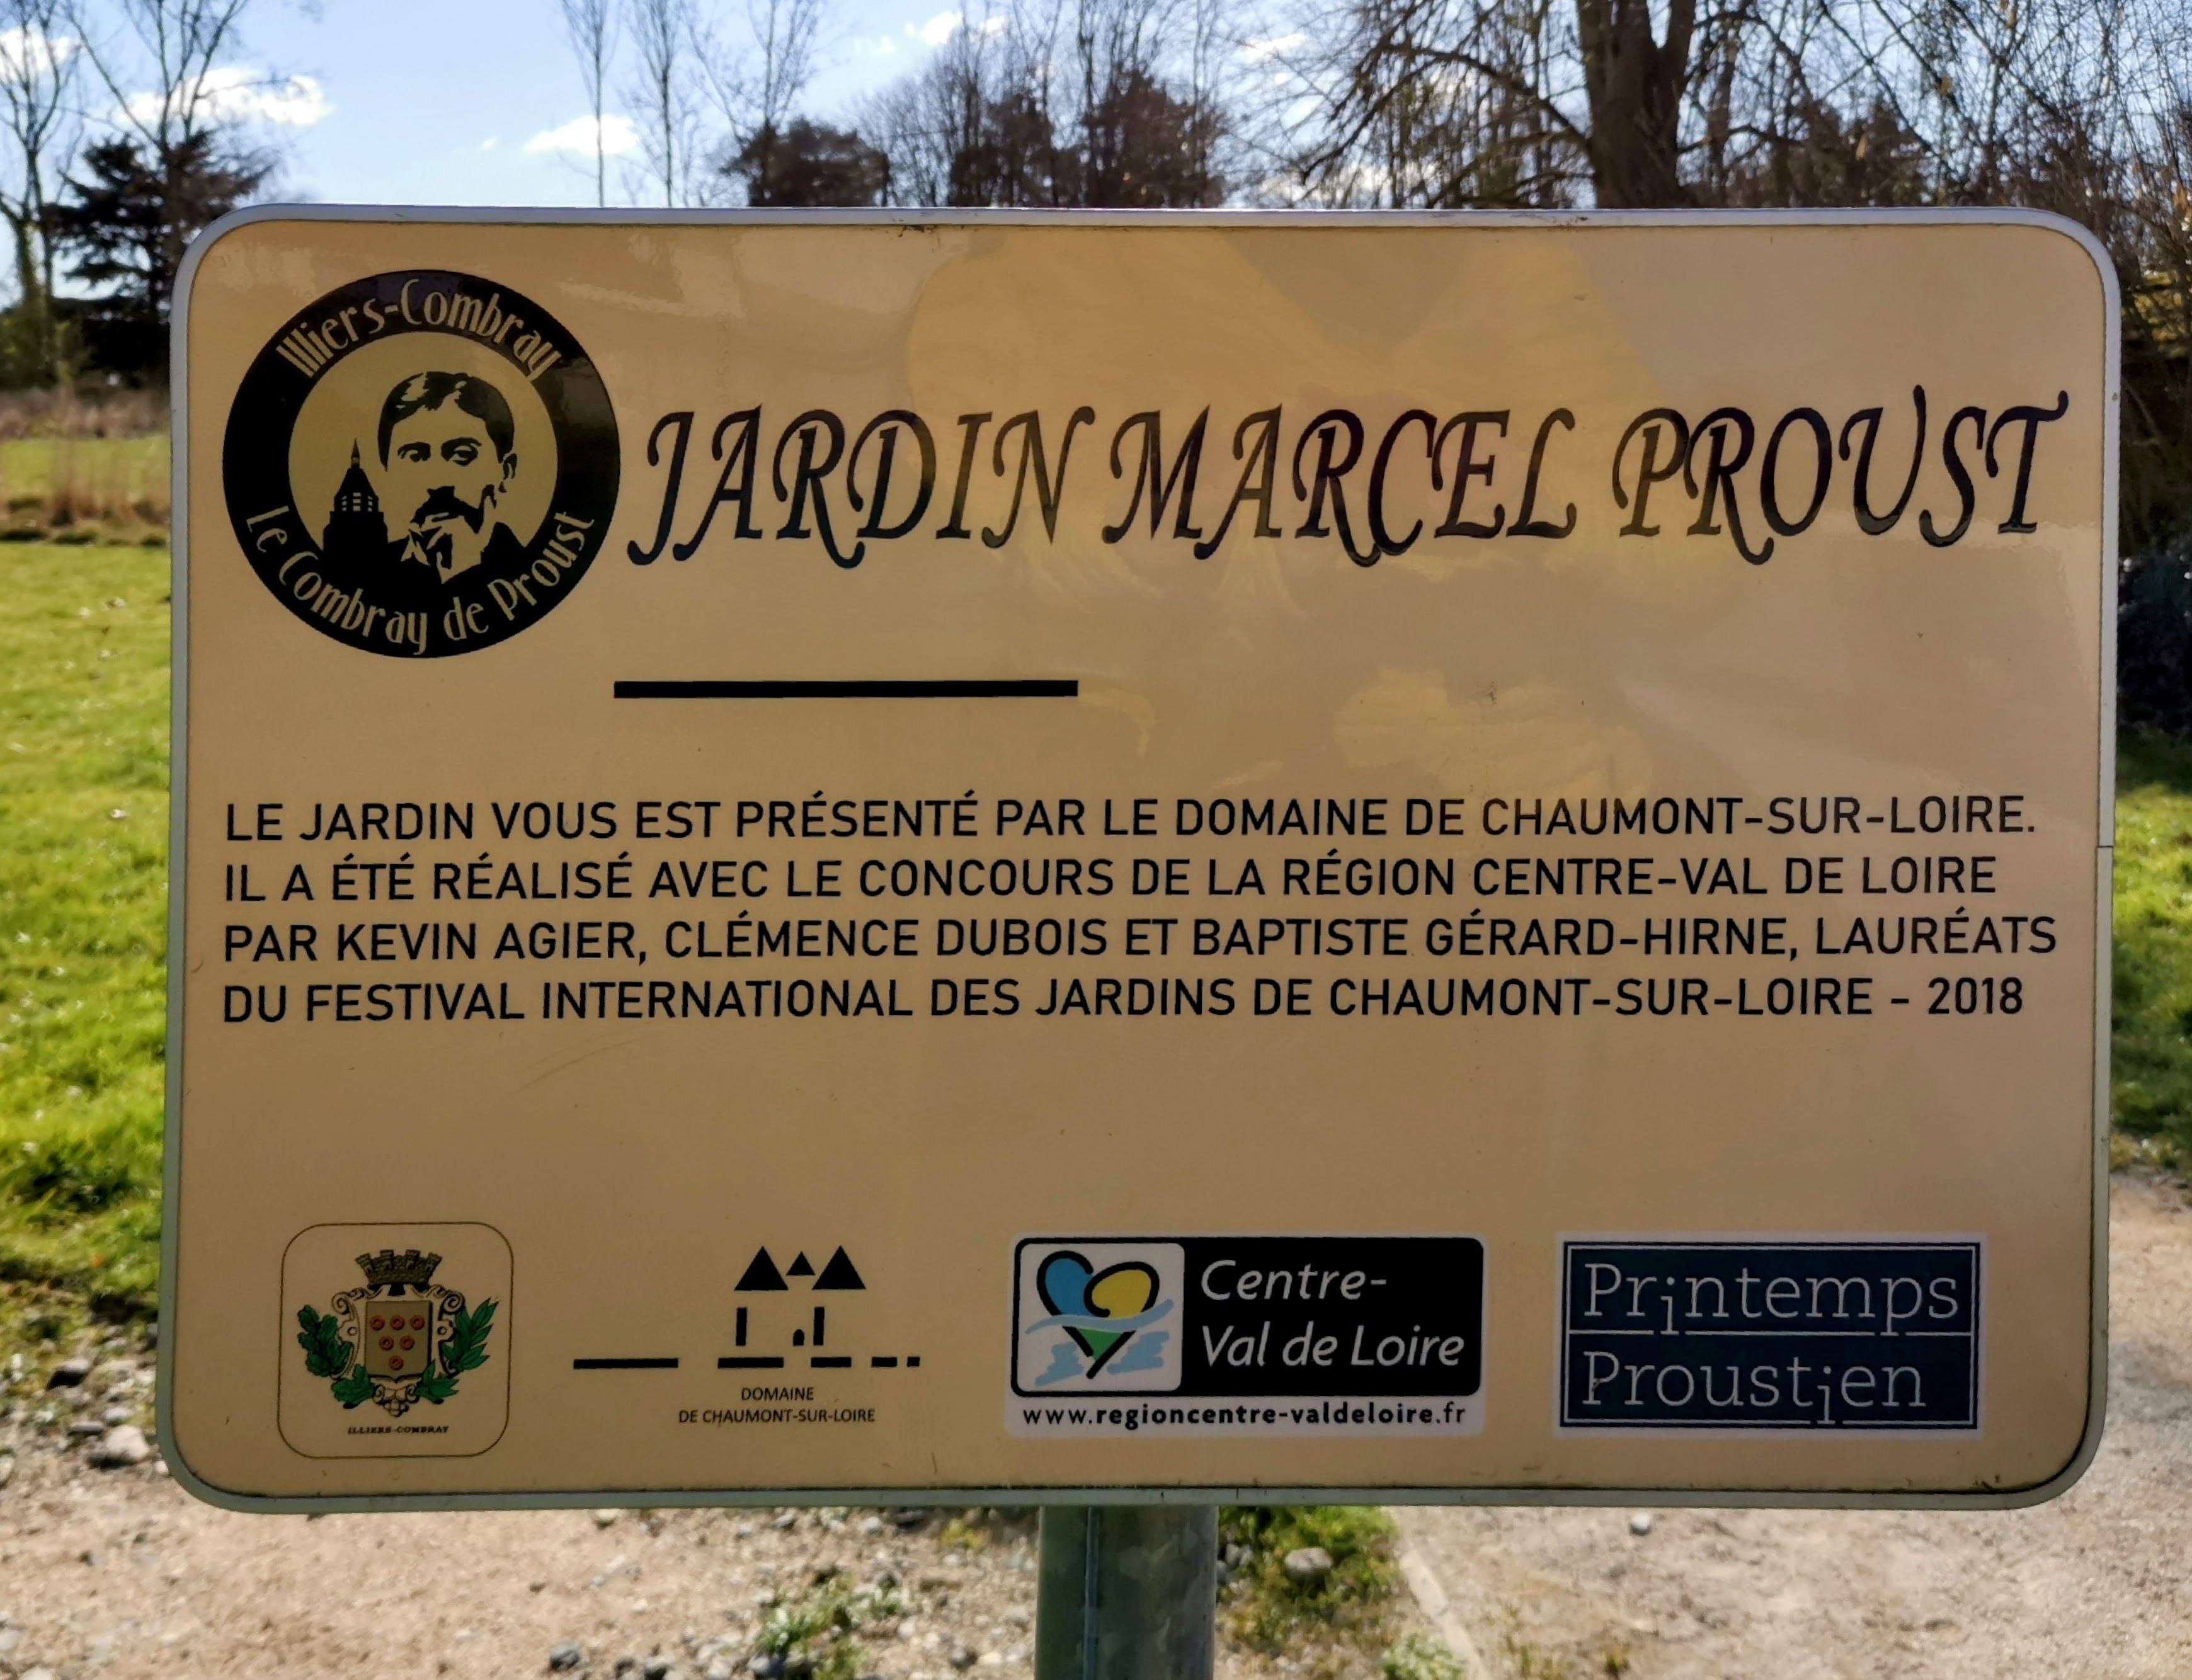 Illiers-Combray
Le Combray de Proust
JARDIN MARCEL PROUST
LE JARDIN VOUS EST PRÉSENTÉ PAR LE DOMAINE DE CHAUMONT-SUR-LOIRE.
IL A ÉTÉ RÉALISÉ AVEC LE CONCOURS DE LA RÉGION CENTRE-VAL DE LOIRE
PAR KEVIN AGIER, CLÉMENCE DUBOIS ET BAPTISTE GÉRARD-HIRNE, LAURÉATS
DU FESTIVAL INTERNATIONAL DES JARDINS DE CHAUMONT-SUR-LOIRE - 2018
ILLIERS-COMBRAY
DOMAINE
DE CHAUMONT-SUR-LOIRE
Centre-
Val de Loire
www.regioncentre-valdeloire.fr
Printemps
Proustien